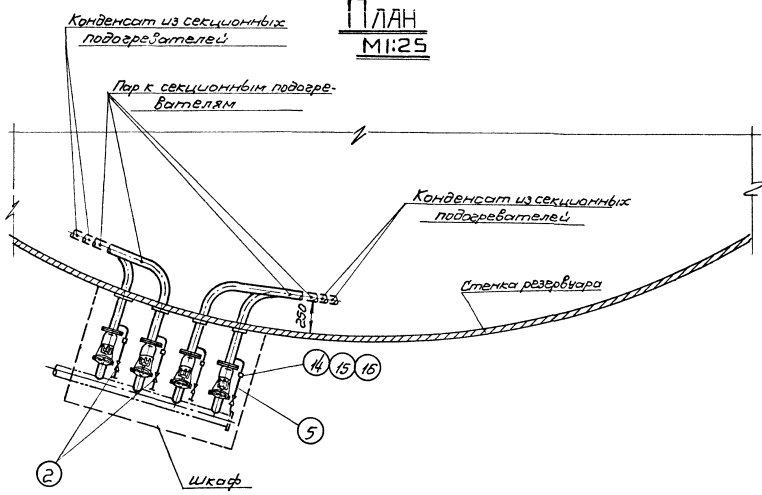 План
М1:25
Конденсат из секционных
подогревателей
Пар к секционным подогре-
вателям
Конденсат из секционных
подогревателей
Стенка резервуара
250
14 15 16
5
2
Шкаф